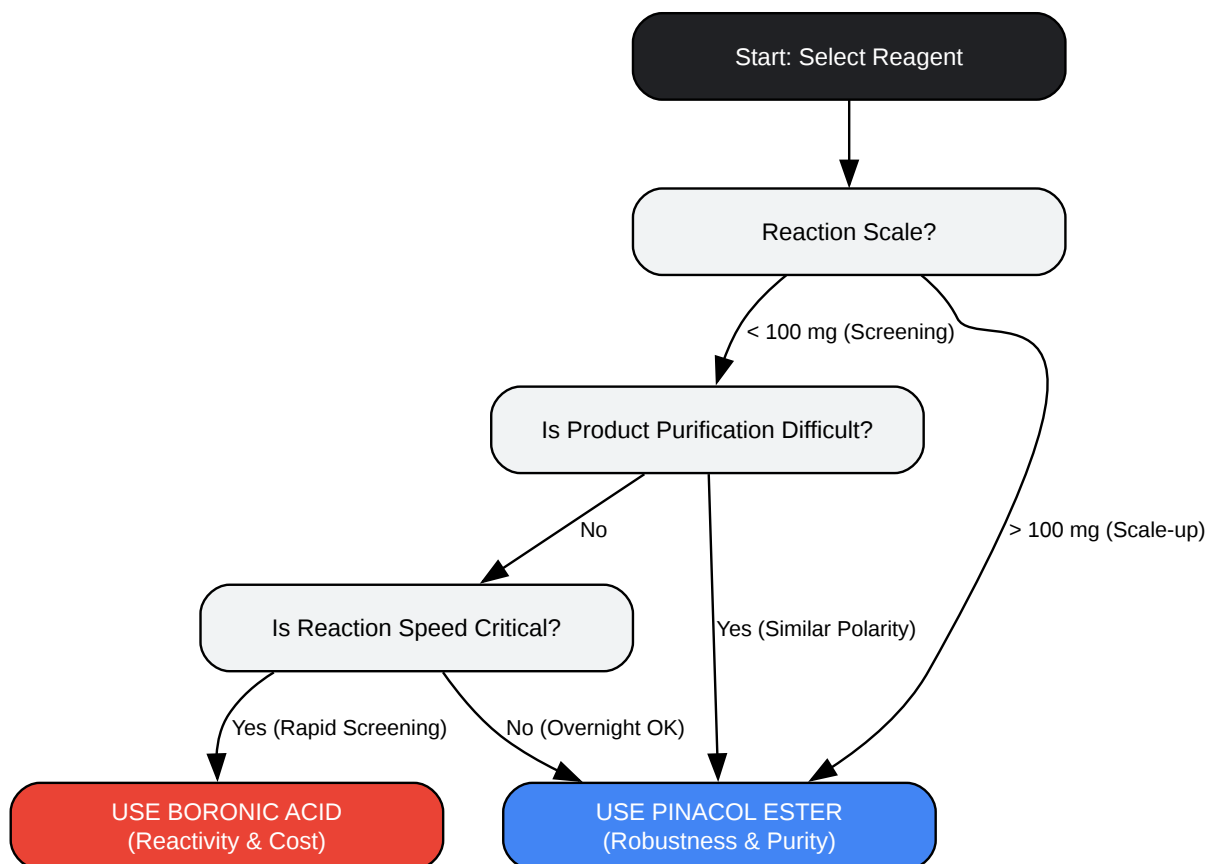 Start: Select Reagent
Reaction Scale?
< 100 mg (Screening)
Is Product Purification Difficult?
No
> 100 mg (Scale-up)
Is Reaction Speed Critical?
Yes (Similar Polarity)
Yes (Rapid Screening)
No (Overnight OK)
USE BORONIC ACID
(Reactivity & Cost)
USE PINACOL ESTER
(Robustness & Purity)